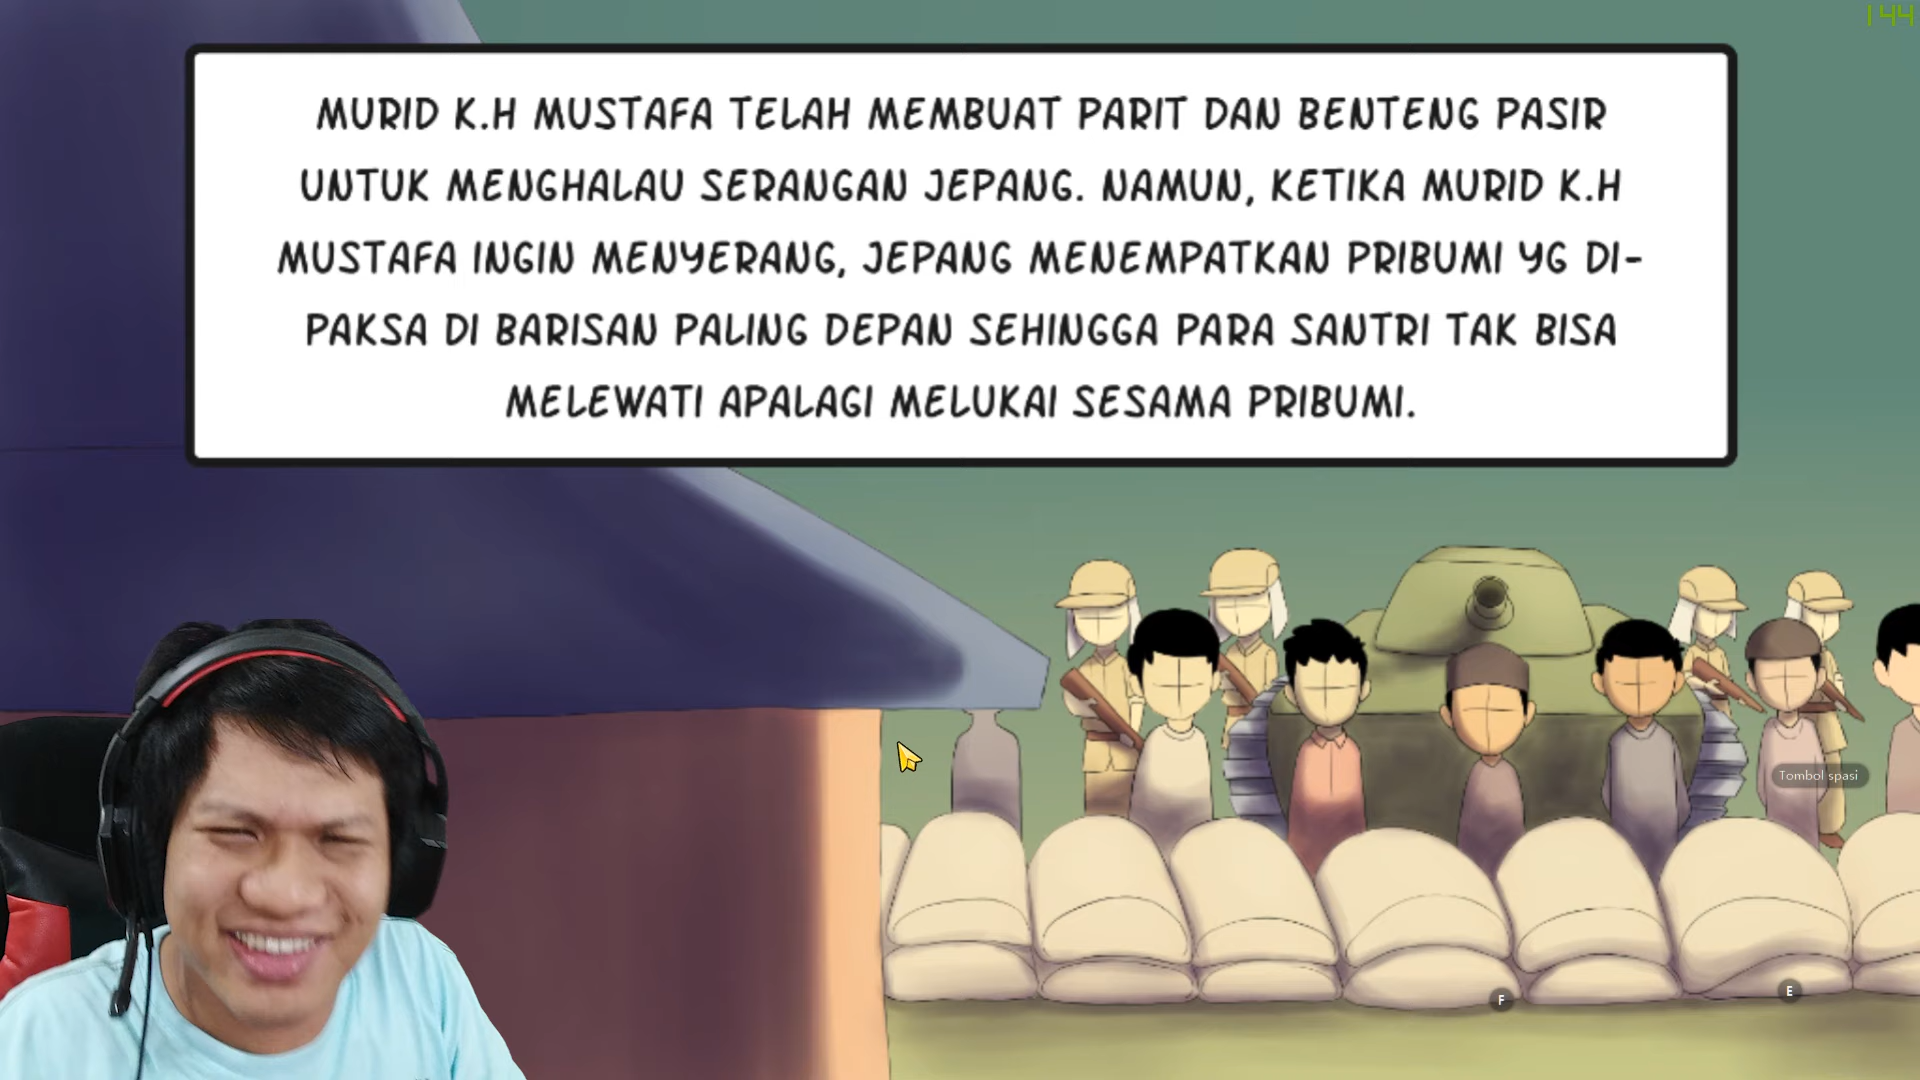 144
MURID K.H MUSTAFA TELAH MEMBUAT PARIT DAN BENTENG PASIR
UNTUK MENGHALAU SERANGAN JEPANG. NAMUN, KETIKA MURID K.H
MUSTAFA INGIN MENYERANG, JEPANG MENEMPATKAN PRIBUMI YG DI-
PAKSA DI BARISAN PALING DEPAN SEHINGGA PARA SANTRI TAK BISA
MELEWATI APALAGI MELUKAI SESAMA PRIBUMI.
Tombol spasi
F
E